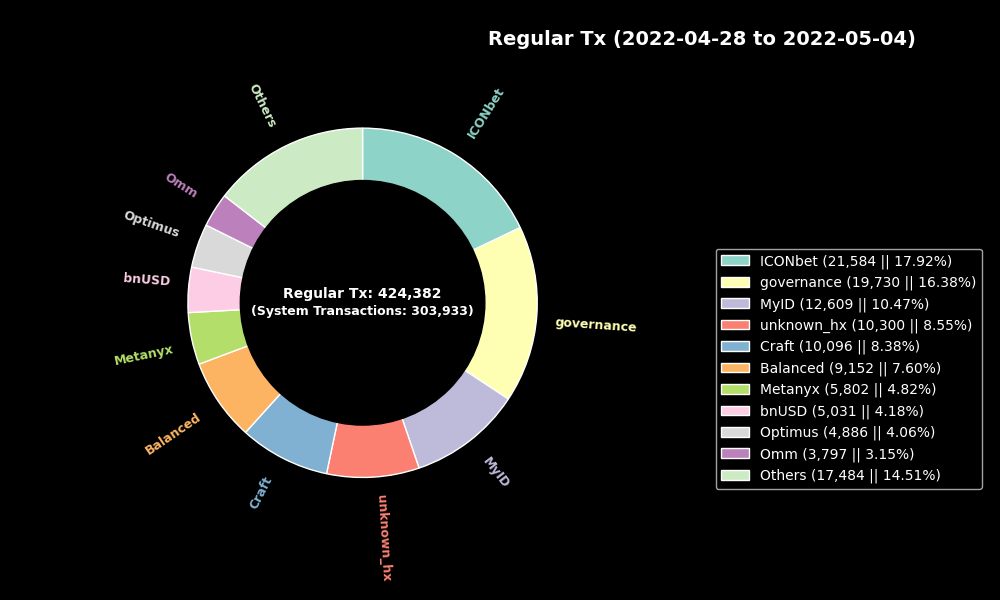 Regular Tx (2022-04-28 to 2022-05-04)
Others
ICONbet
Omm
Optimus
bnUSD
governance
Metanyx
Balanced
MyID
Craft
unknown_hx
Regular Tx: 424,382
(System Transactions: 303,933)
ICONbet (21,584 || 17.92%)
governance (19,730 || 16.38%)
MyID (12,609 || 10.47%)
unknown_hx (10,300 || 8.55%)
Craft (10,096 || 8.38%)
Balanced (9,152 || 7.60%)
Metanyx (5,802 || 4.82%)
bnUSD (5,031 || 4.18%)
Optimus (4,886 || 4.06%)
Omm (3,797 || 3.15%)
Others (17,484 || 14.51%)